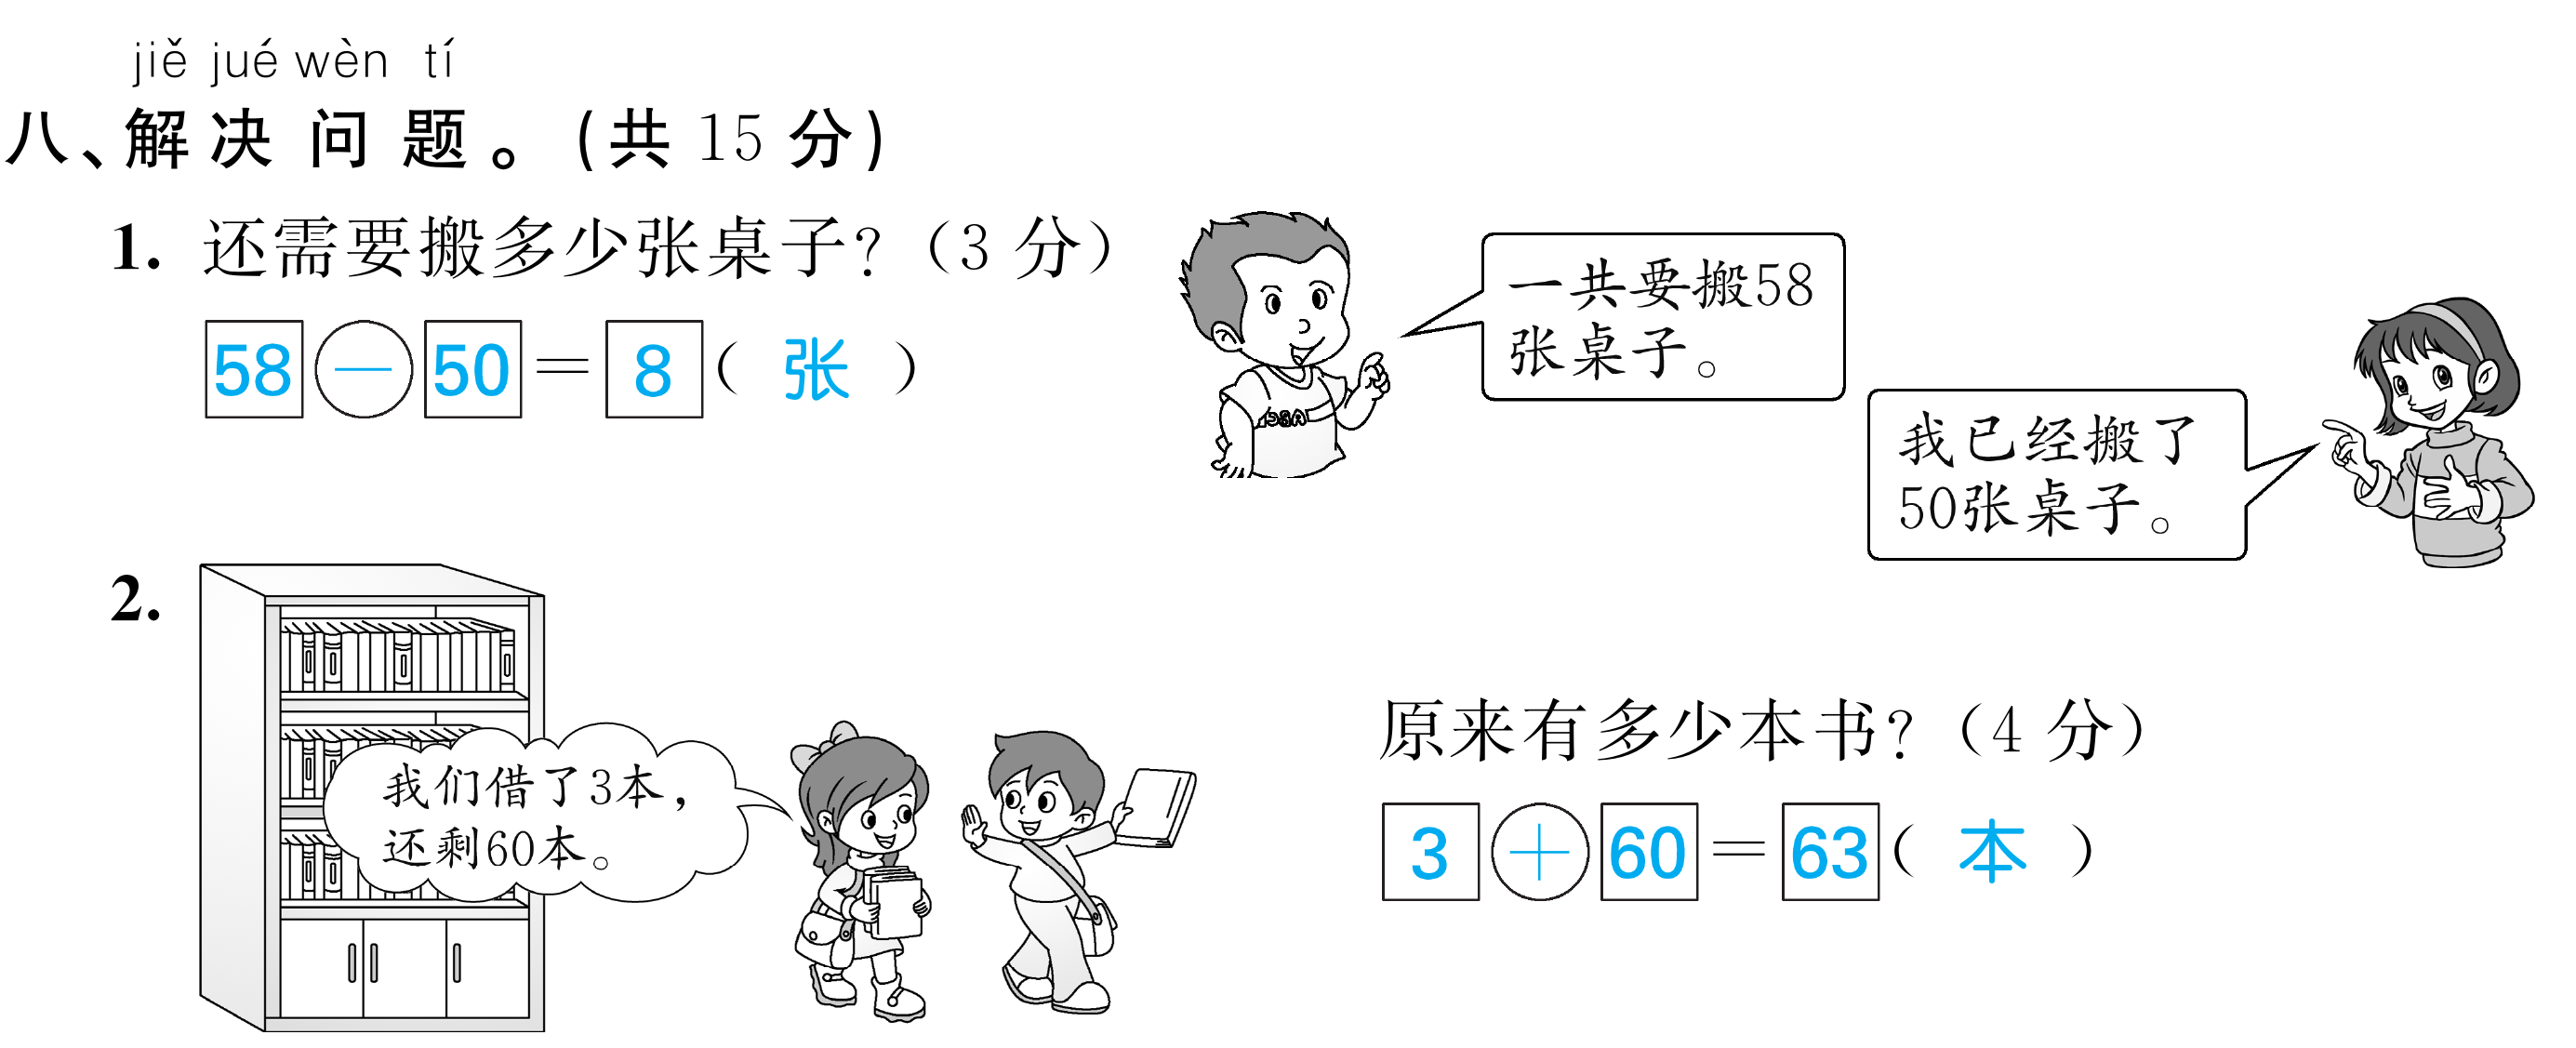 jiě jué wèn tí
八、解决问题。(共 15 分)
1. 还需要搬多少张桌子?(3 分)
58 － 50 = 8 ( 张 )
一共要搬58
张桌子。
58A
我已经搬了
50张桌子。
2.
我们借了3本，
还剩60本。
原来有多少本书?(4 分)
3 + 60 = 63 ( 本 )